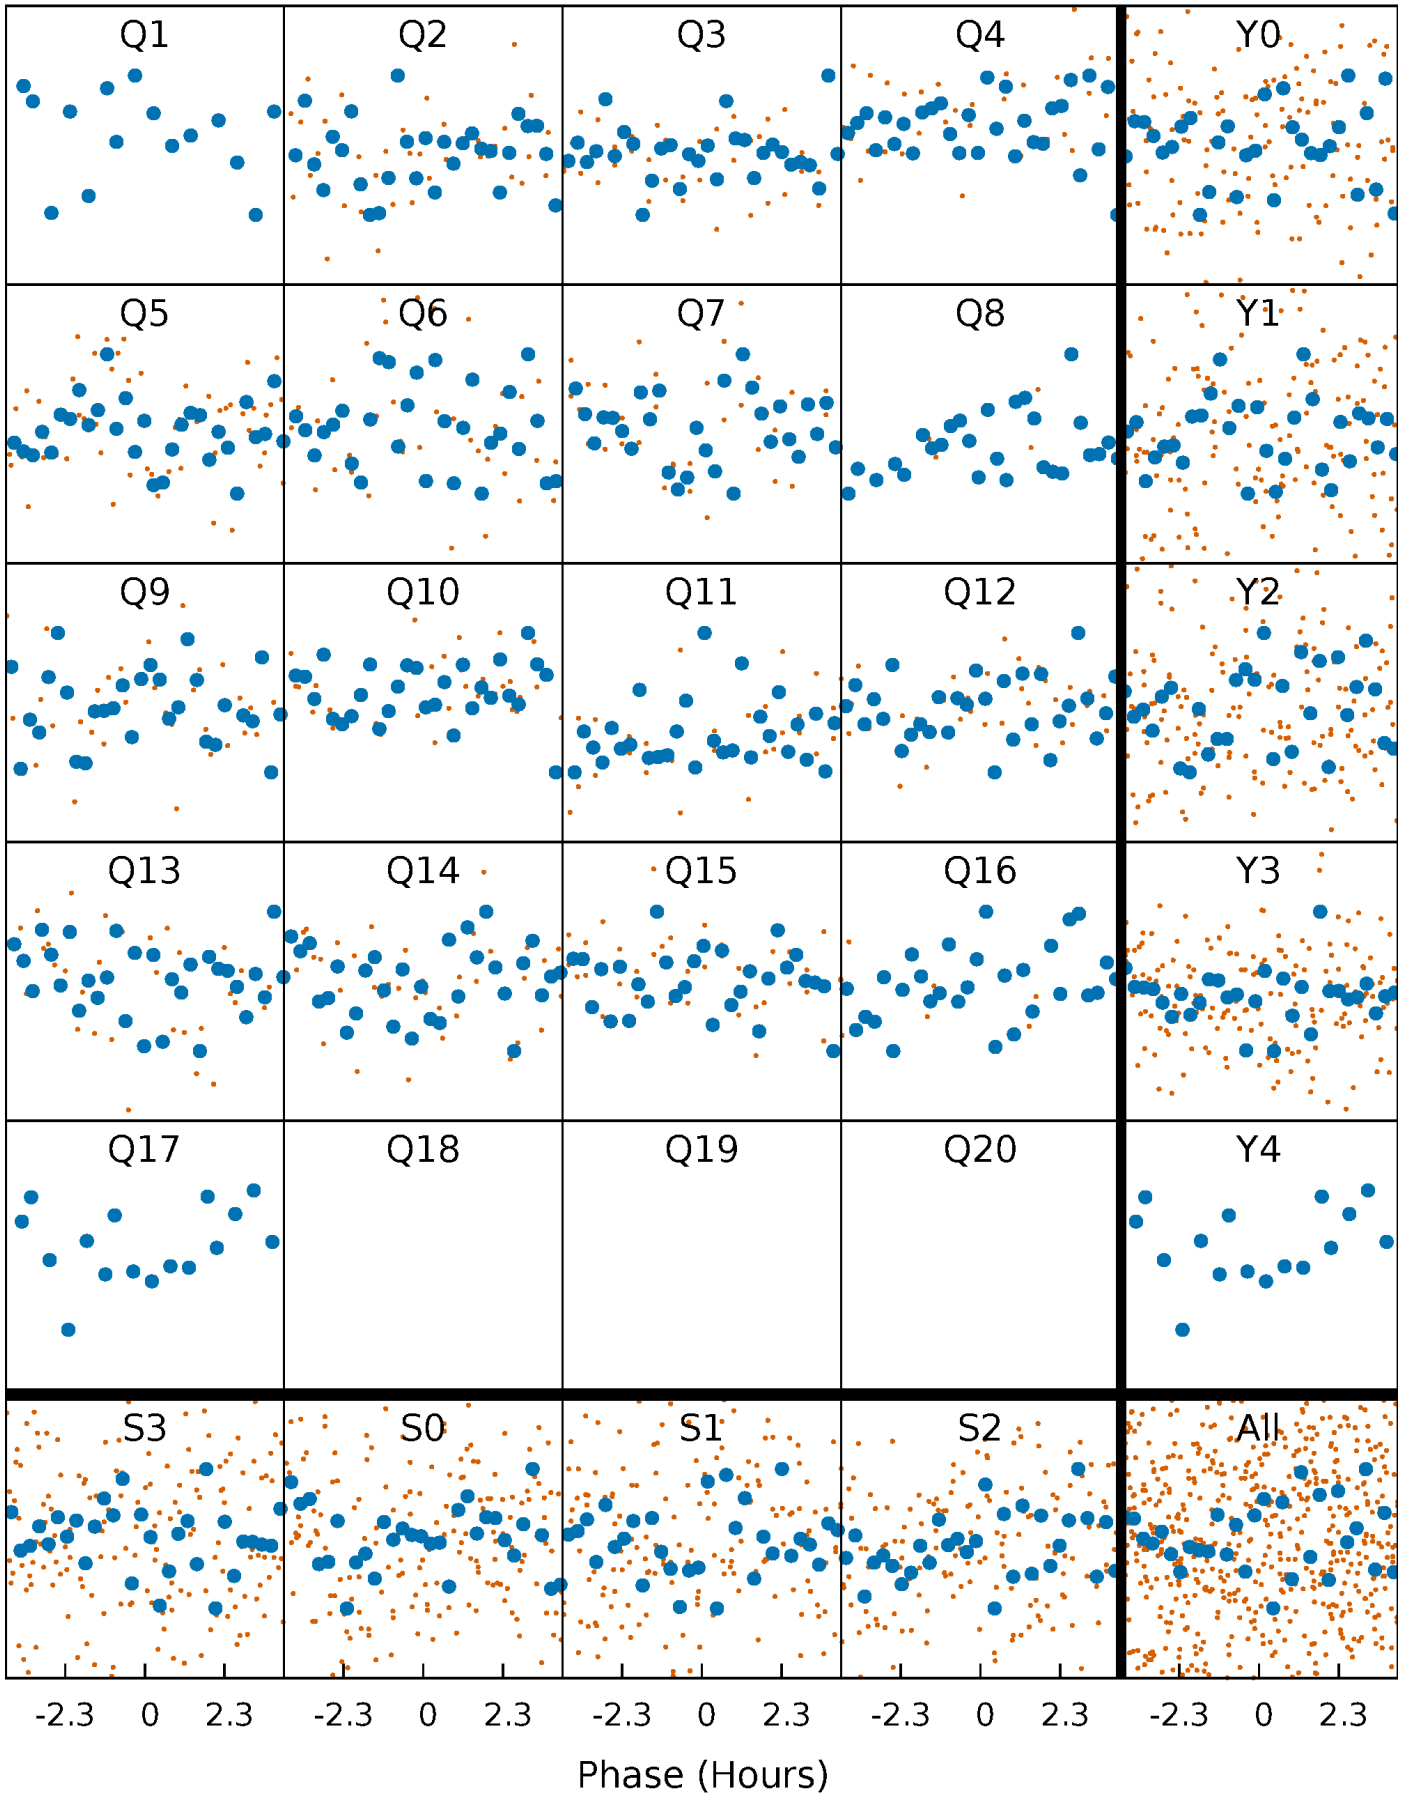 Q1 Q2 Q3 Q4 Y0
Q5 Q6 Q7 Q8 Y1
Q9 Q10 Q11 Q12 Y2
Q13 Q14 Q15 Q16 Y3
Q17 Q18 Q19 Q20 Y4
S3 S0 S1 S2 All
-2.3 0 2.3 -2.3 0 2.3 -2.3 0 2.3 -2.3 0 2.3 -2.3 0 2.3
Phase (Hours)